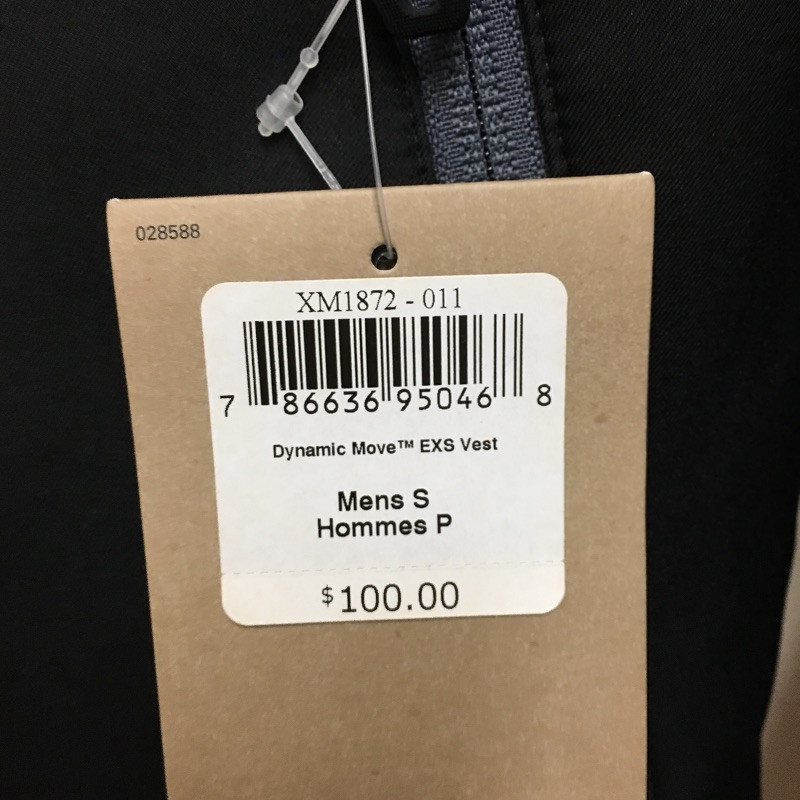 028588
XM1872 - 011
7 86636 95046 8
Dynamic Move™ EXS Vest
Mens S
Hommes P
$100.00